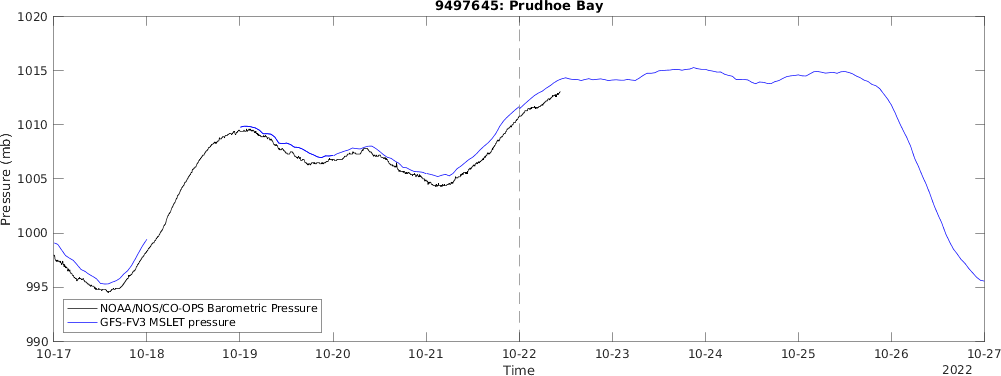 9497645: Prudhoe Bay
1020
1015
1010
1005
1000
995
990
Pressure (mb)
NOAA/NOS/CO-OPS Barometric Pressure
GFS-FV3 MSLET pressure
10-17 10-18 10-19 10-20 10-21 10-22 10-23 10-24 10-25 10-26 10-27
Time
2022